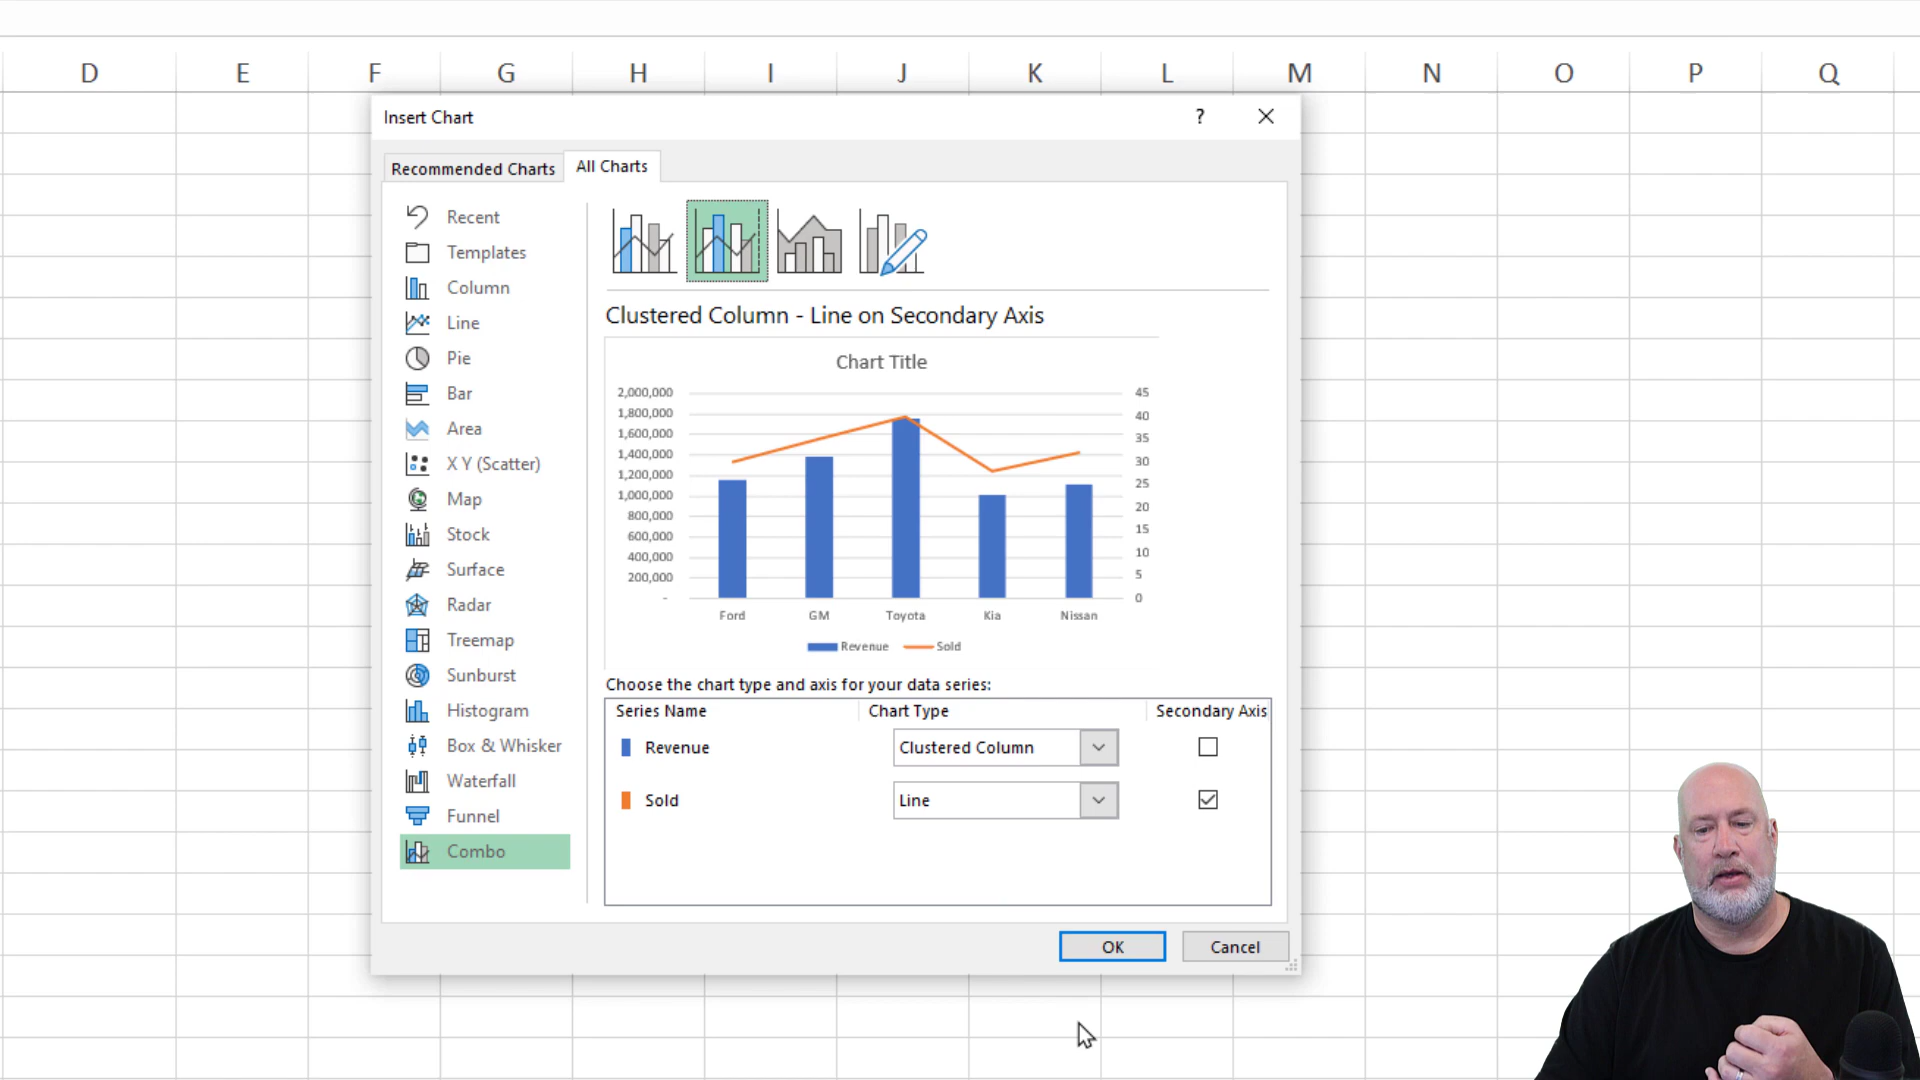 D E F G H I J K L M N O P Q
Insert Chart ?
Recommended Charts All Charts
Recent
Templates
Column
Line
Pie
Bar
Area
X Y (Scatter)
Map
Stock
Surface
Radar
Treemap
Sunburst
Histogram
Box & Whisker
Waterfall
Funnel
Combo
Clustered Column - Line on Secondary Axis
Chart Title
2,000,000
1,800,000
1,600,000
1,400,000
1,200,000
1,000,000
800,000
600,000
400,000
200,000
-
45
40
35
30
25
20
15
10
5
0
Ford GM Toyota Kia Nissan
Revenue Sold
Choose the chart type and axis for your data series:
Series Name Chart Type Secondary Axis
Revenue Clustered Column
Sold Line
OK Cancel